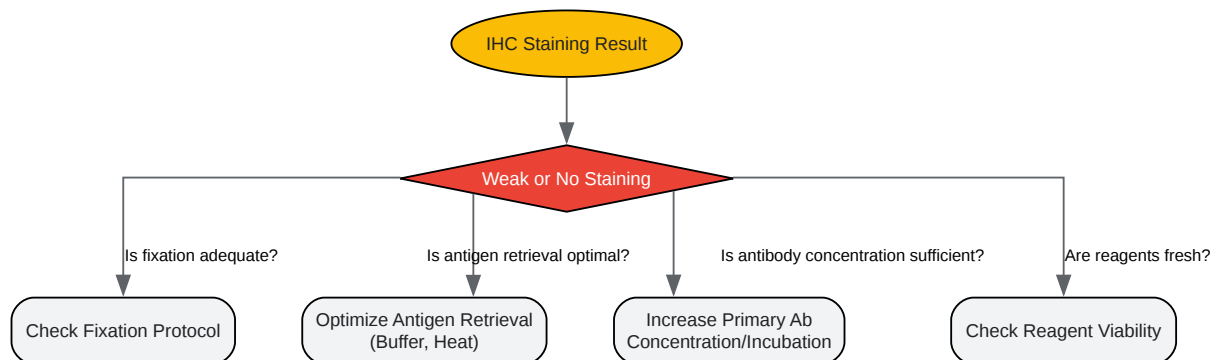 IHC Staining Result
Weak or No Staining
Is fixation adequate?
Is antigen retrieval optimal?
Is antibody concentration sufficient?
Are reagents fresh?
Check Fixation Protocol
Optimize Antigen Retrieval
(Buffer, Heat)
Increase Primary Ab
Concentration/Incubation
Check Reagent Viability